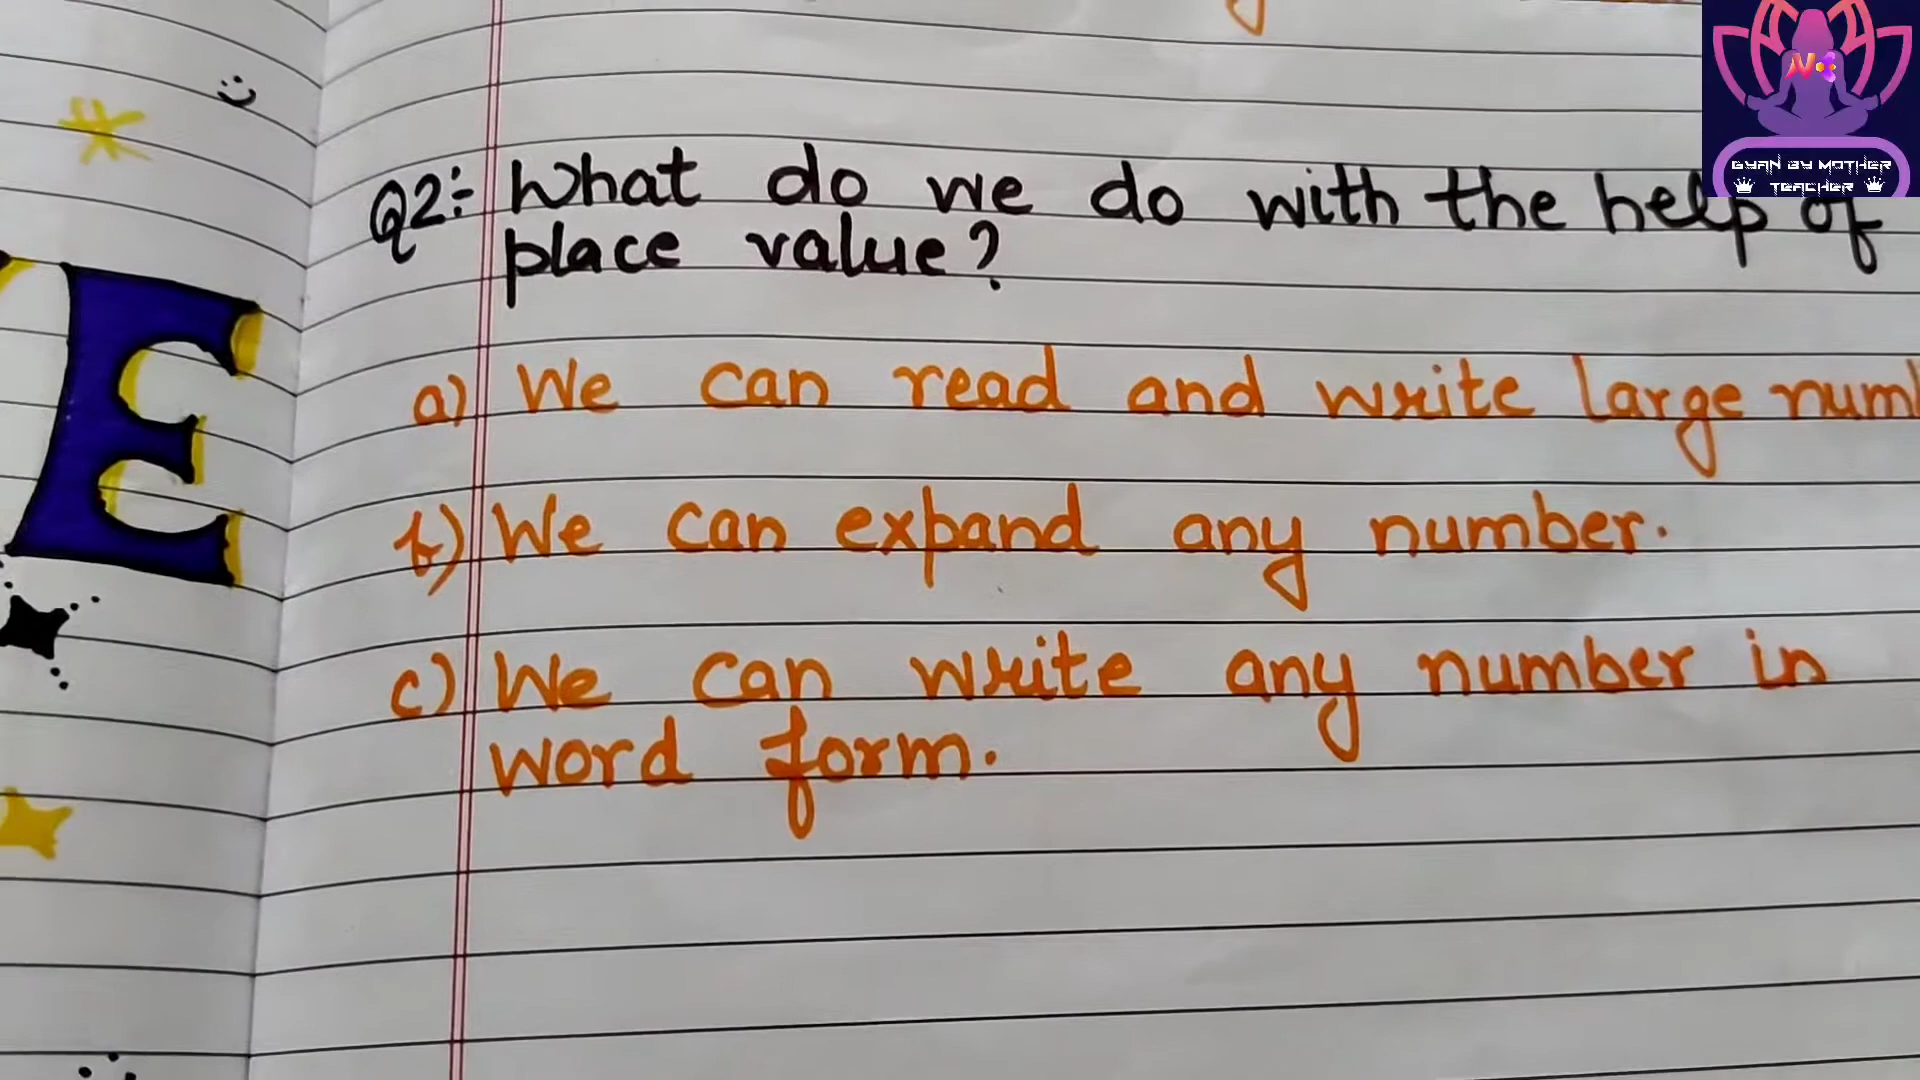 Q2:- What do we do with the help of
place value?
a) We can read and write large num
b) We can expand any number.
c) We can write any number in
word form.
E
GYAN BY MOTHER
TEACHER